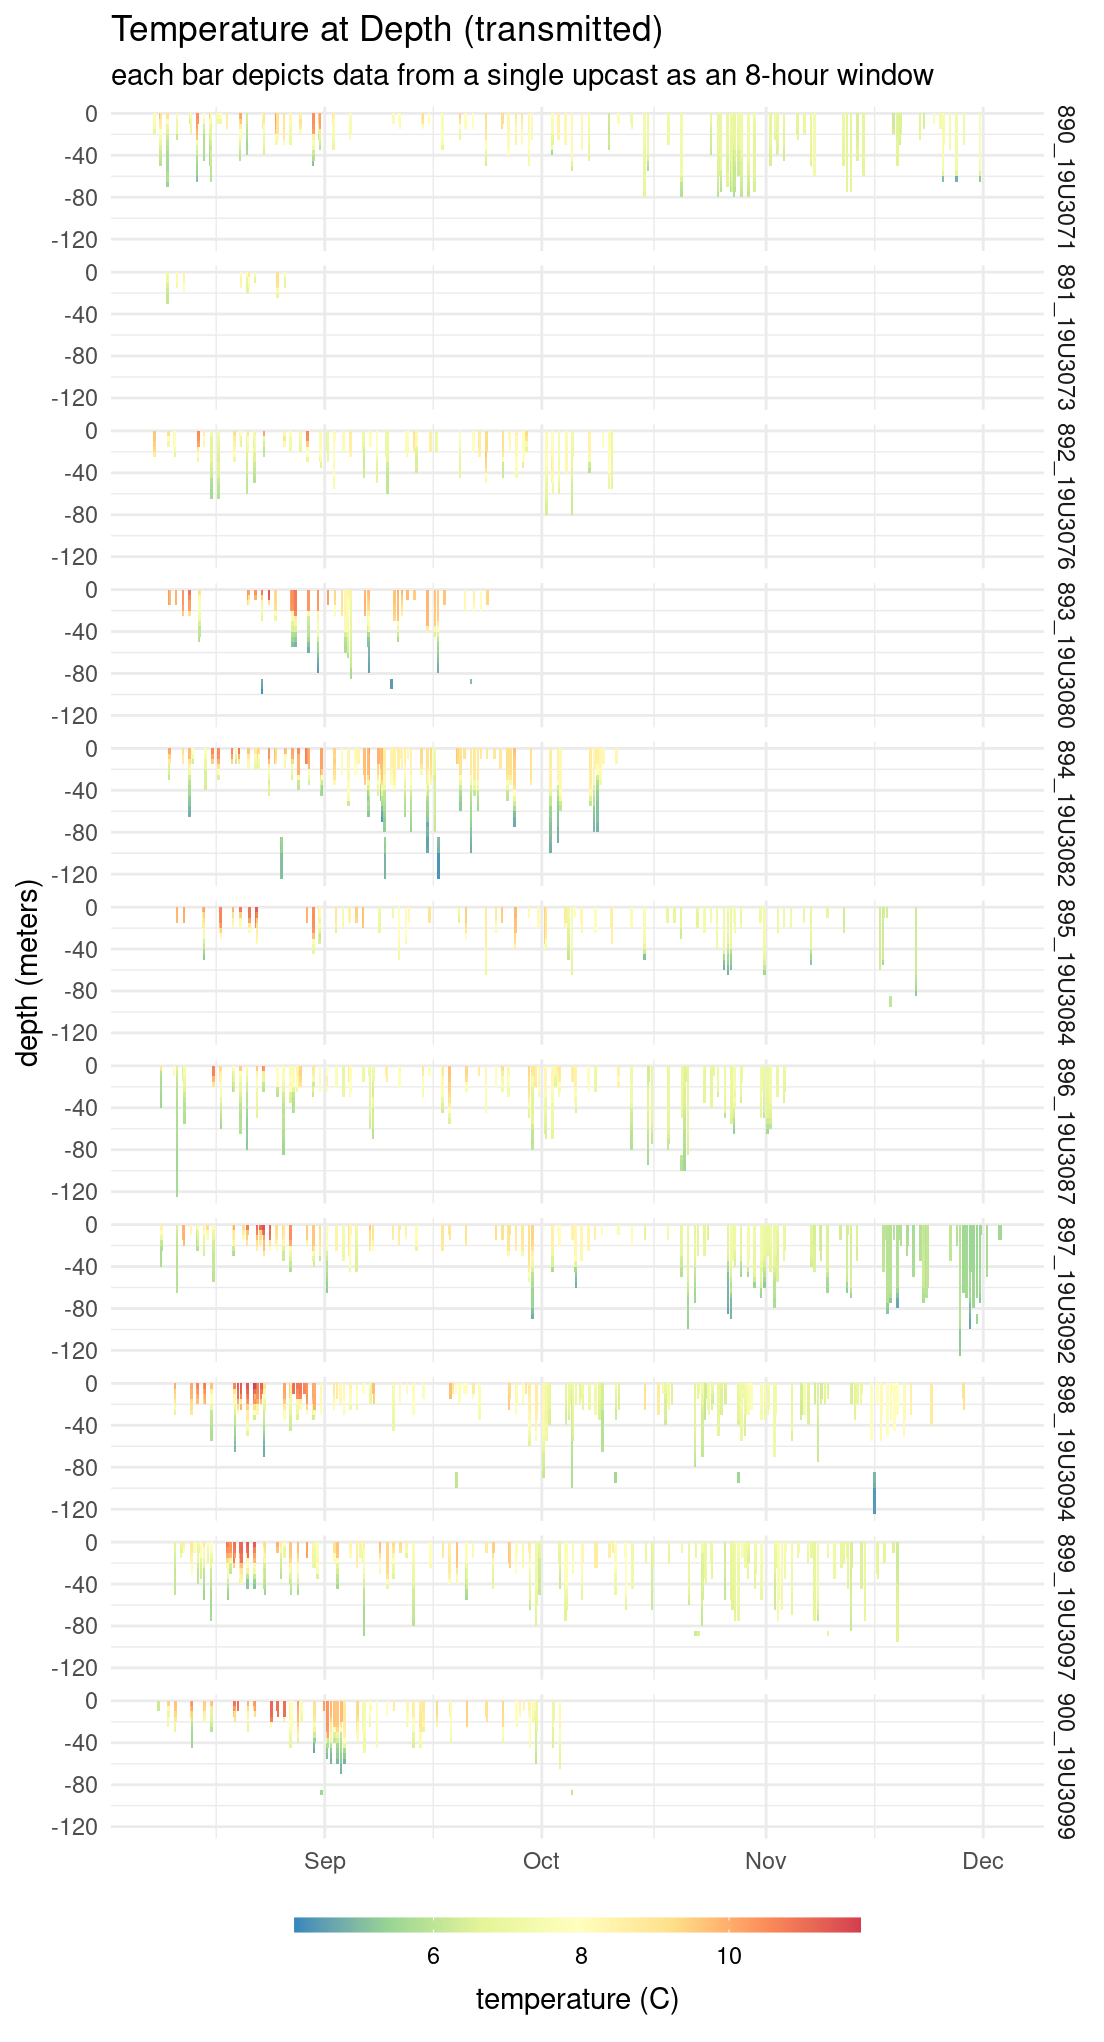 Temperature at Depth (transmitted)
each bar depicts data from a single upcast as an 8-hour window
0
-40
-80
-120
890_19U3071
0
-40
-80
-120
891_19U3073
0
-40
-80
-120
892_19U3076
0
-40
-80
-120
893_19U3080
0
-40
-80
-120
894_19U3082
depth (meters)
0
-40
-80
-120
895_19U3084
0
-40
-80
-120
896_19U3087
0
-40
-80
-120
897_19U3092
0
-40
-80
-120
898_19U3094
0
-40
-80
-120
899_19U3097
0
-40
-80
-120
900_19U3099
Sep Oct Nov Dec
6 8 10
temperature (C)